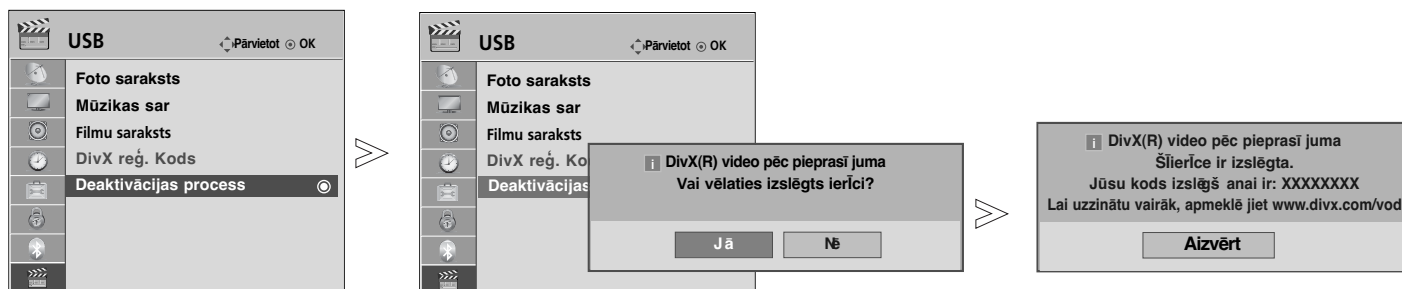 USB Pārvietot OK
Foto saraksts
Mūzikas sar
Filmu saraksts
DivX reģ. Kods
Deaktivācijas process
USB Pārvietot OK
Foto saraksts
Mūzikas sar
Filmu saraksts
DivX reģ. Ko
Deaktivācijas
i DivX(R) video pēc pieprasī juma
Vai vēlaties izslēgts ierīci?
Jā Nē
i DivX(R) video pēc pieprasī juma
Šīierīce ir izslēgta.
Jūsu kods izslēgš anai ir: XXXXXXXX
Lai uzzinātu vairāk, apmeklē jiet www.divx.com/vod
Aizvērt